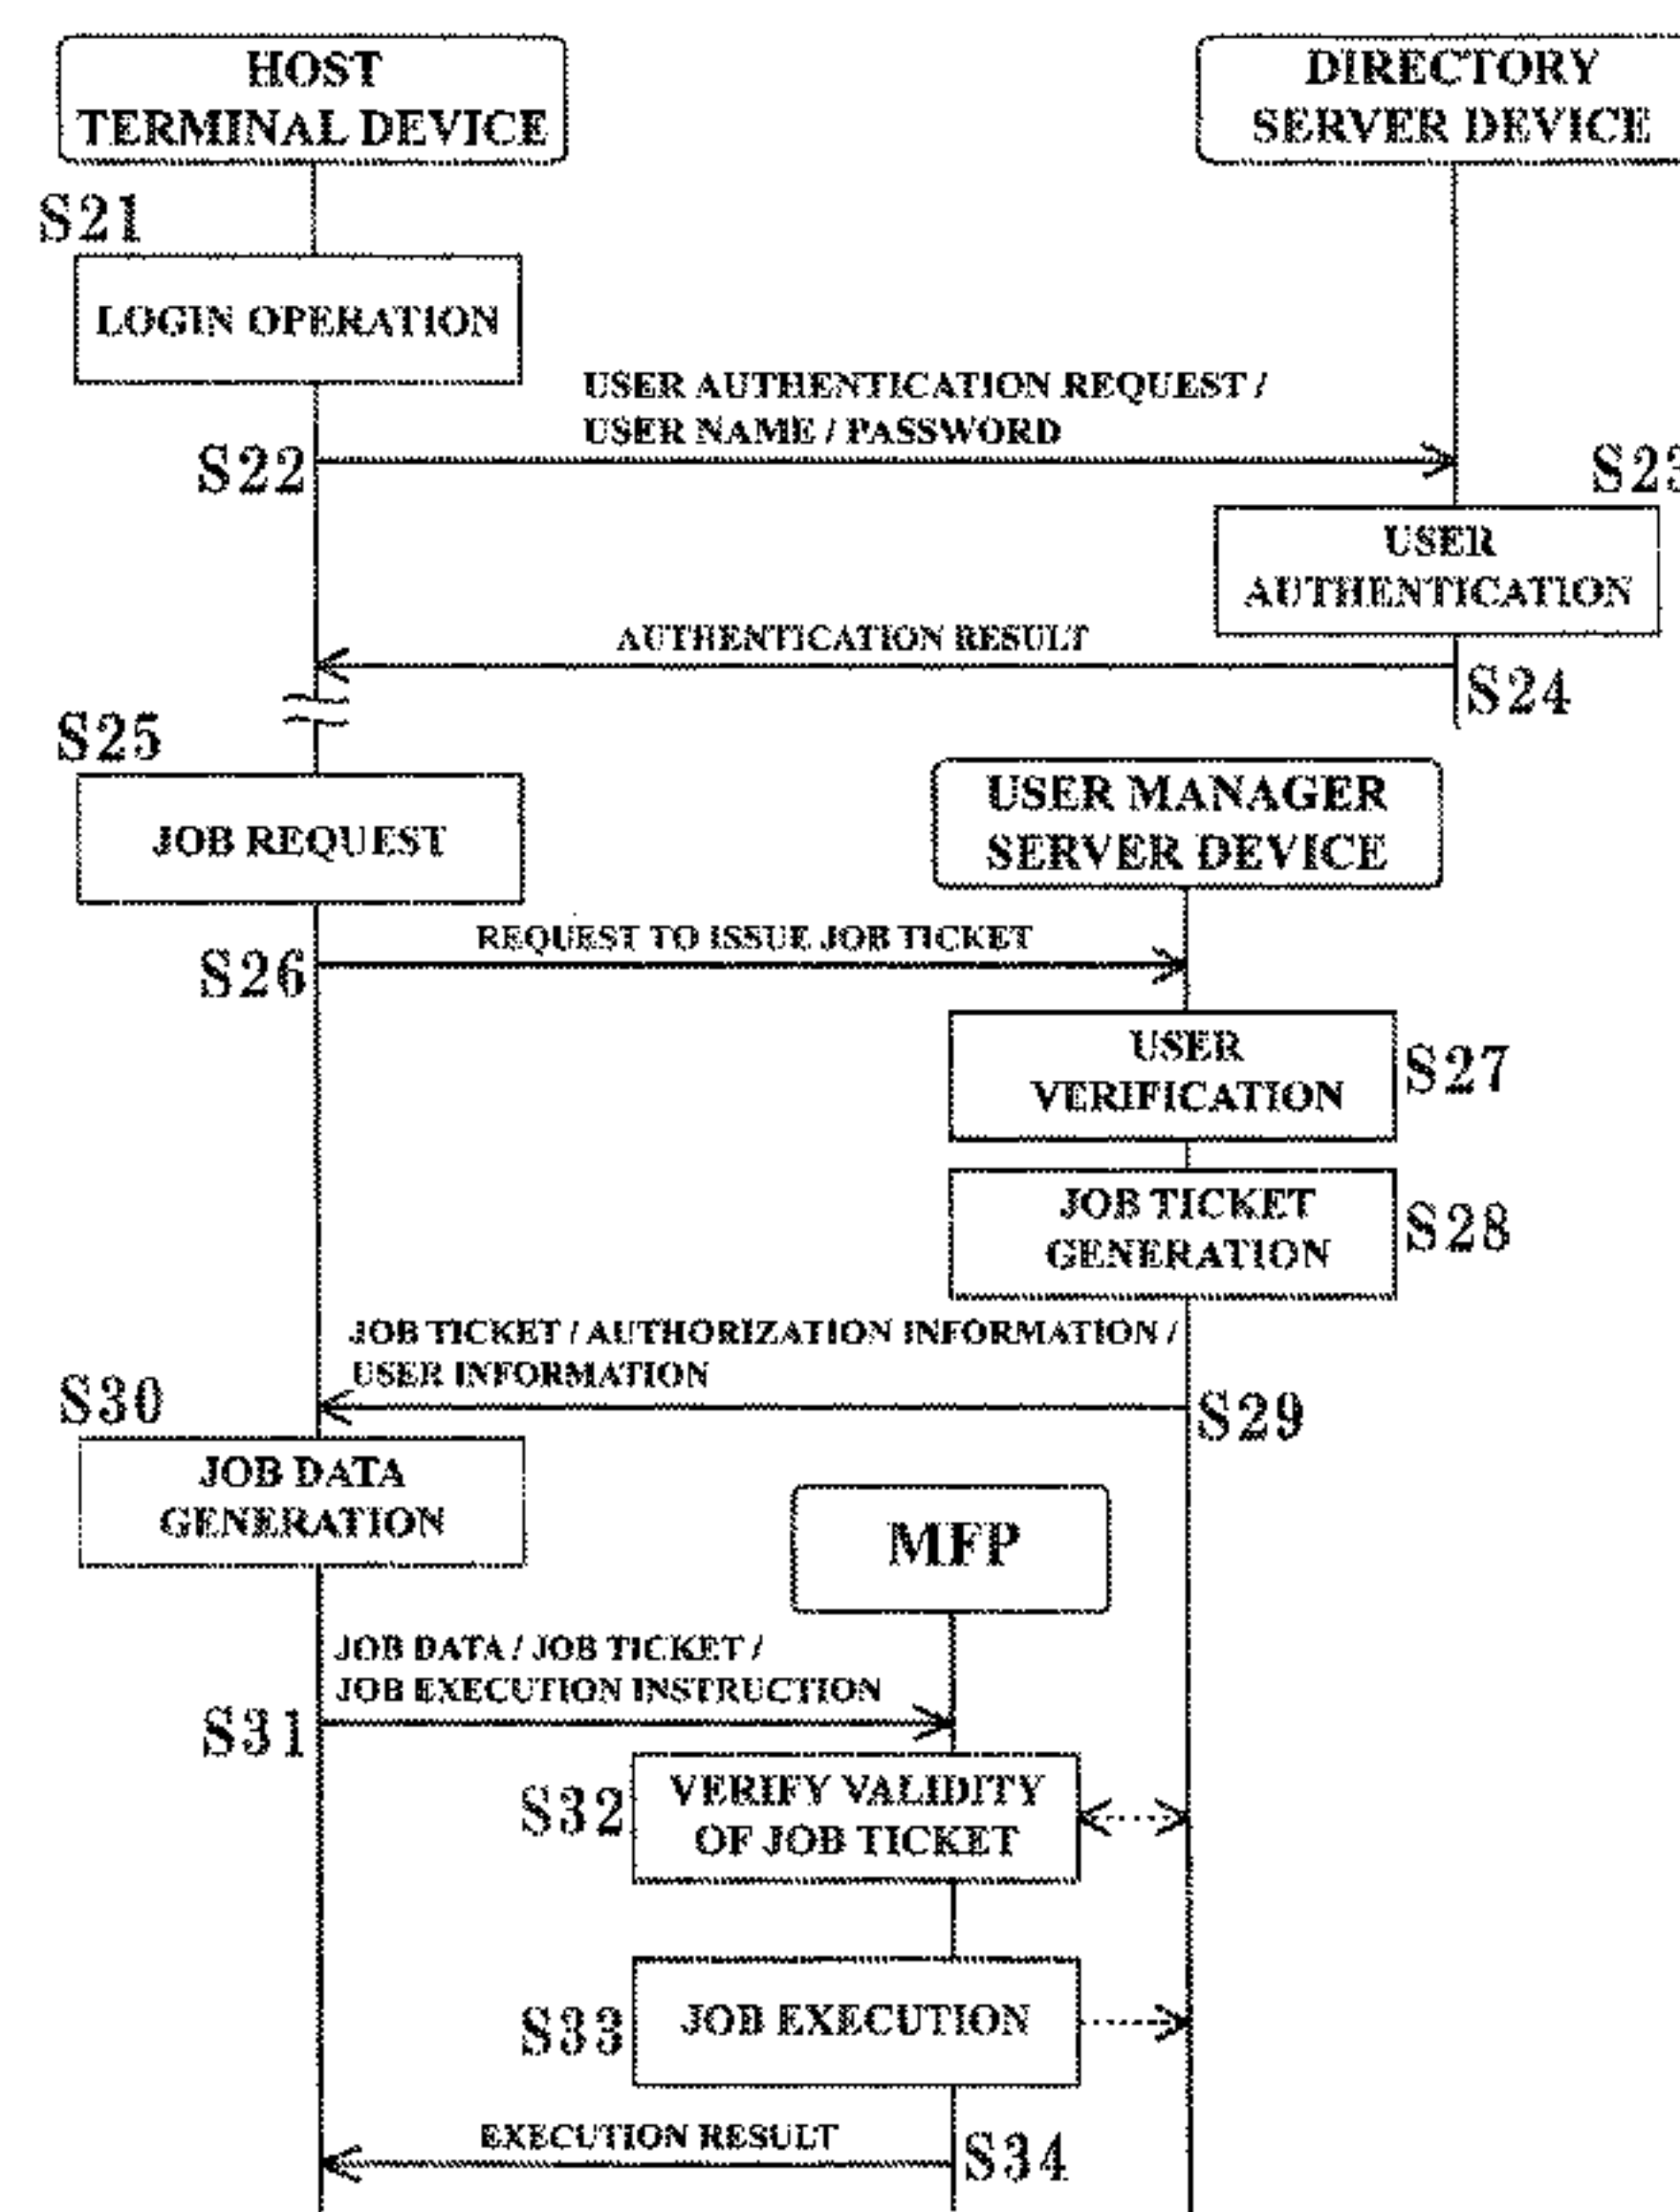 HOST
TERMINAL DEVICE
DIRECTORY
SERVER DEVICE
S21
LOGIN OPERATION
USER AUTHENTICATION REQUEST /
USER NAME / PASSWORD
S22
S23
USER
AUTHENTICATION
AUTHENTICATION RESULT
S24
S25
JOB REQUEST
USER MANAGER
SERVER DEVICE
REQUEST TO ISSUE JOB TICKET
S26
USER
VERIFICATION
S27
JOB TICKET
GENERATION
S28
JOB TICKET / AUTHORIZATION INFORMATION /
USER INFORMATION
S30
S29
JOB DATA
GENERATION
MFP
JOB DATA / JOB TICKET /
JOB EXECUTION INSTRUCTION
S31
S32
VERIFY VALIDITY
OF JOB TICKET
S33
JOB EXECUTION
EXECUTION RESULT
S34